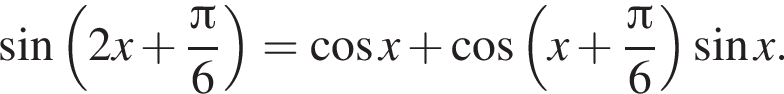 sin(2x + π/6) = cos x + cos(x + π/6) sin x.